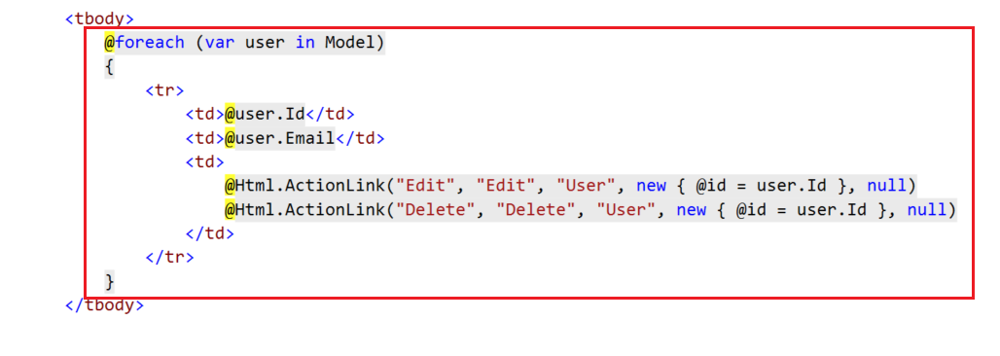 <tbody>
@foreach (var user in Model)
{
<tr>
<td>@user.Id</td>
<td>@user.Email</td>
<td>
@Html.ActionLink("Edit", "Edit", "User", new { @id = user.Id }, null)
@Html.ActionLink("Delete", "Delete", "User", new { @id = user.Id }, null)
</td>
</tr>
}
</tbody>